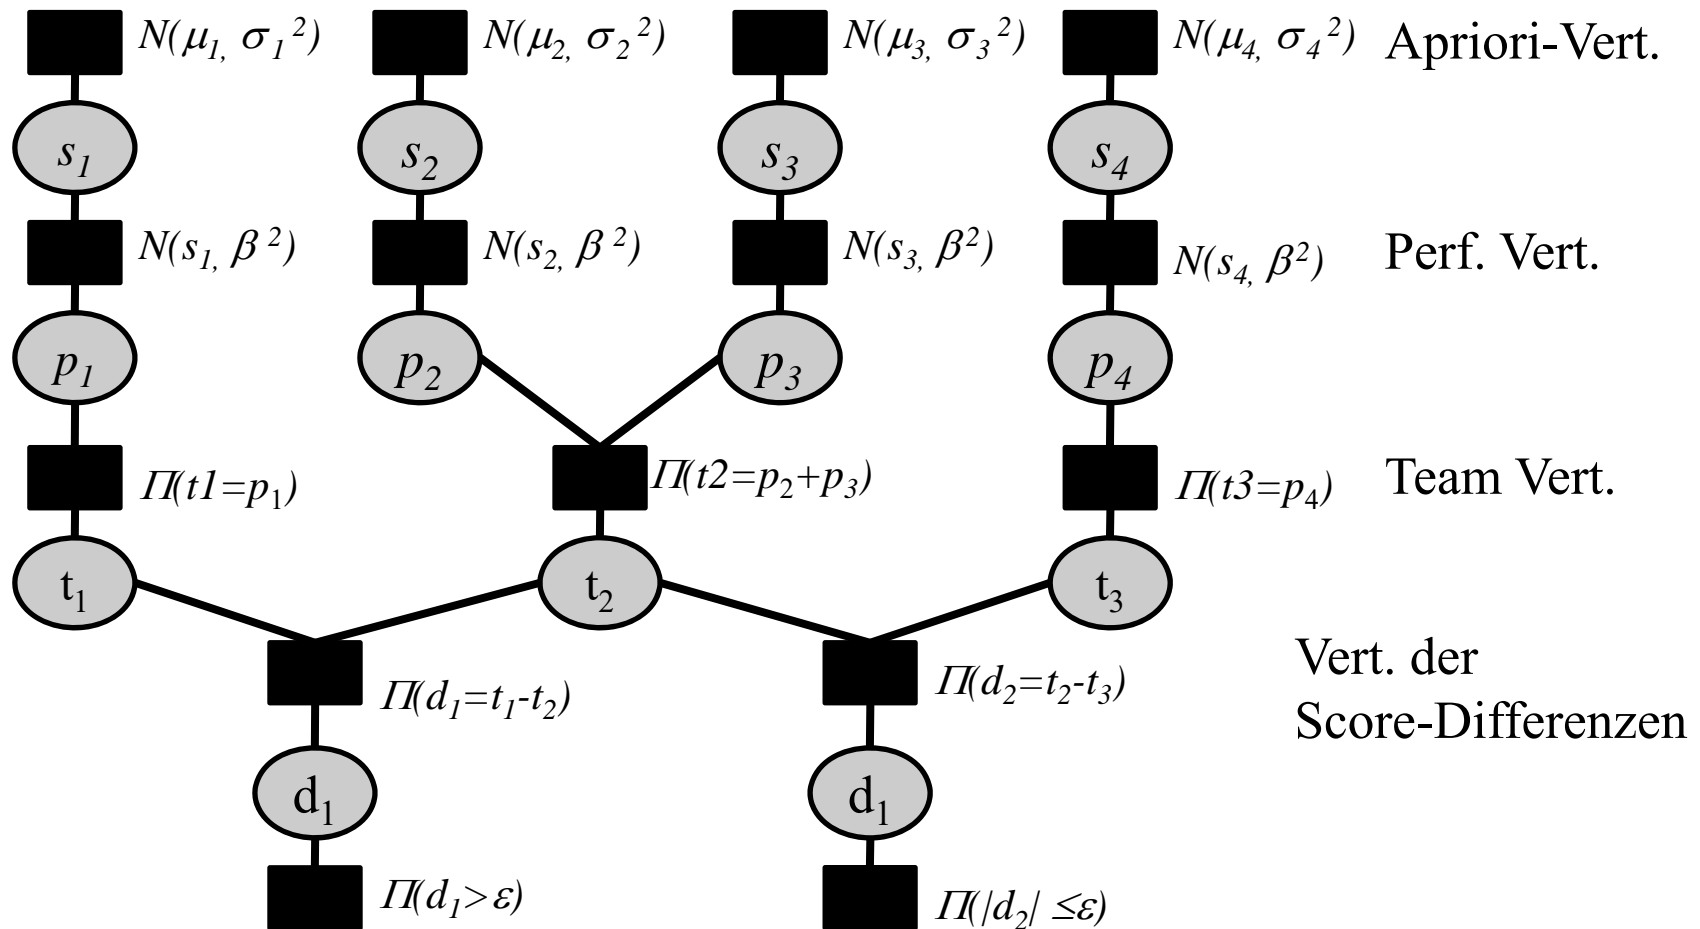 N(μ1, σ1²) N(μ2, σ2²) N(μ3, σ3²) N(μ4, σ4²) Apriori-Vert.
s1 s2 s3 s4
N(s1, β²) N(s2, β²) N(s3, β²) N(s4, β²) Perf. Vert.
p1 p2 p3 p4
Π(t1=p1) Π(t2=p2+p3) Π(t3=p4) Team Vert.
t1 t2 t3
Π(d1=t1-t2) Π(d2=t2-t3) Vert. der
Score-Differenzen
d1 d1
Π(d1>ε) Π(|d2| ≤ε)